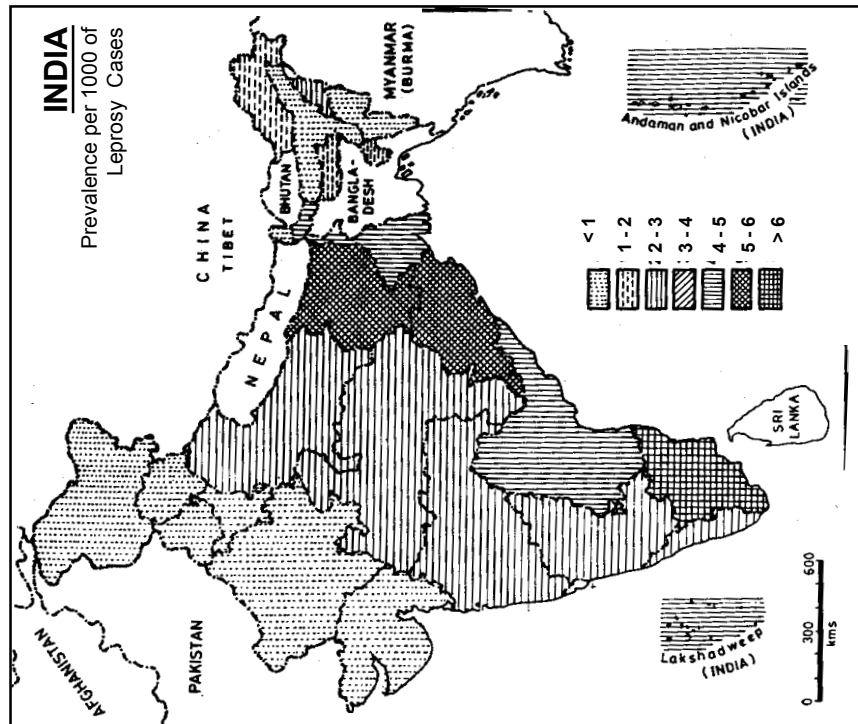 INDIA
Prevalence per 1000 of
Leprosy Cases
CHINA
TIBET
AFGHANISTAN
PAKISTAN
NEPAL
BHUTAN
BANGLA-
DESH
MYANMAR
(BURMA)
Andaman and Nicobar Islands
(INDIA)
< 1
1 - 2
2 - 3
3 - 4
4 - 5
5 - 6
> 6
SRI
LANKA
Lakshadweep
(INDIA)
0 300 600
kms